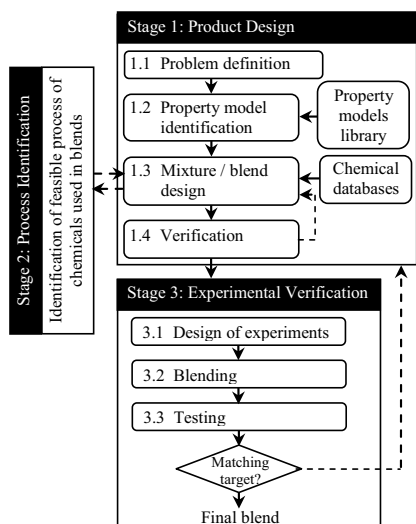 Stage 1: Product Design
1.1 Problem definition
1.2 Property model
identification
Property
models
library
1.3 Mixture / blend
design
Chemical
databases
1.4 Verification
Stage 2: Process Identification
Identification of feasible process of
chemicals used in blends
Stage 3: Experimental Verification
3.1 Design of experiments
3.2 Blending
3.3 Testing
Matching
target?
Final blend